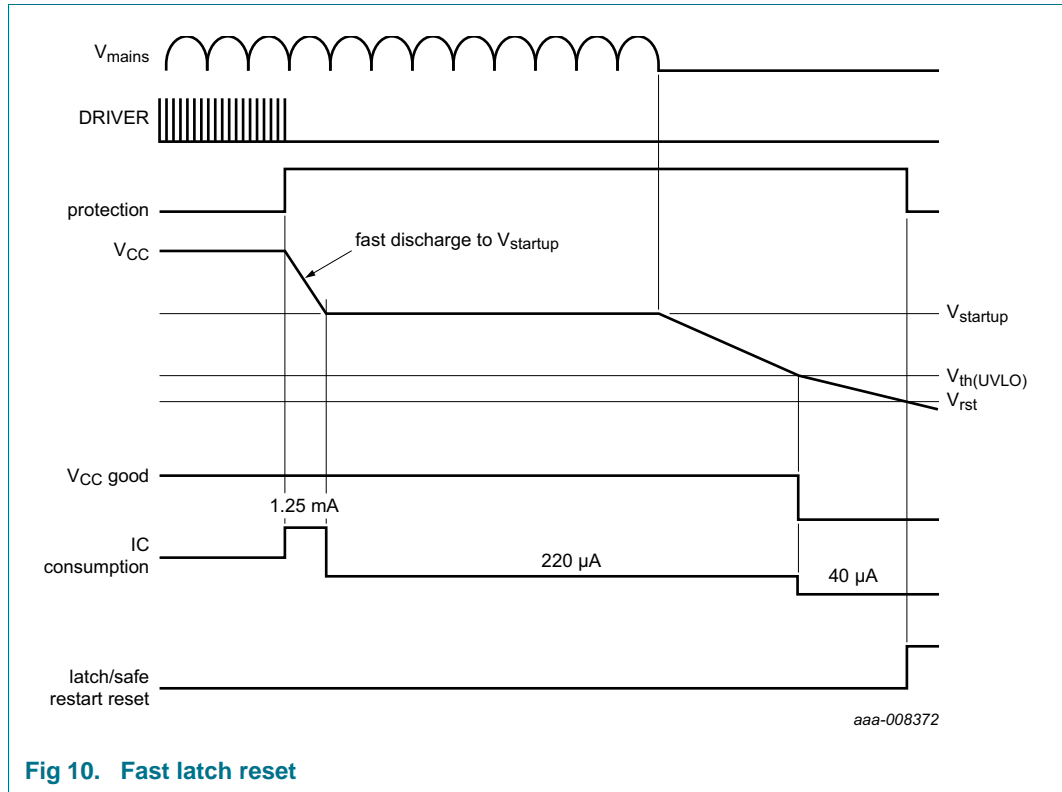 Vmains
DRIVER
protection
VCC
fast discharge to Vstartup
Vstartup
Vth(UVLO)
Vrst
VCC good
1.25 mA
IC
consumption
220 μA
40 μA
latch/safe
restart reset
aaa-008372
Fig 10. Fast latch reset